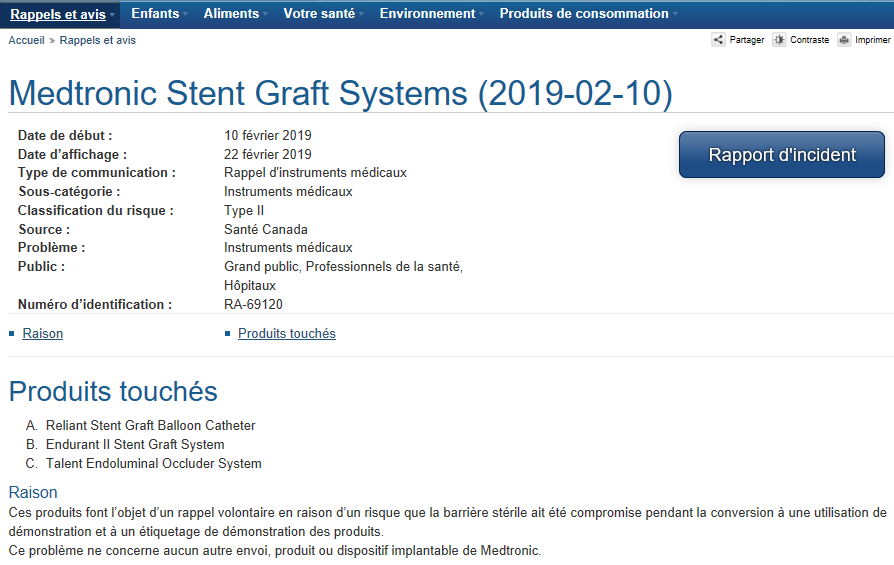 Rappels et avis Enfants Aliments Votre santé Environnement Produits de consommation
Accueil » Rappels et avis Partager Contraste Imprimer
Medtronic Stent Graft Systems (2019-02-10)
Date de début : 10 février 2019
Date d'affichage : 22 février 2019
Type de communication : Rappel d'instruments médicaux
Sous-catégorie : Instruments médicaux
Classification du risque : Type II
Source : Santé Canada
Problème : Instruments médicaux
Public : Grand public, Professionnels de la santé,
Hôpitaux
Numéro d'identification : RA-69120
Rapport d'incident
Raison Produits touchés
Produits touchés
A. Reliant Stent Graft Balloon Catheter
B. Endurant II Stent Graft System
C. Talent Endoluminal Occluder System
Raison
Ces produits font l'objet d'un rappel volontaire en raison d'un risque que la barrière stérile ait été compromise pendant la conversion à une utilisation de
démonstration et à un étiquetage de démonstration des produits.
Ce problème ne concerne aucun autre envoi, produit ou dispositif implantable de Medtronic.